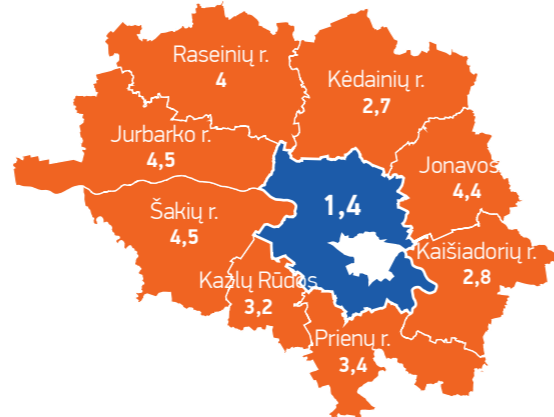 Raseinių r.
4
Kėdainių r.
2,7
Jurbarko r.
4,5
Jonavos
4,4
Šakių r.
4,5
1,4
Kaišiadorių r.
2,8
Kazlų Rūdos
3,2
Prienų r.
3,4